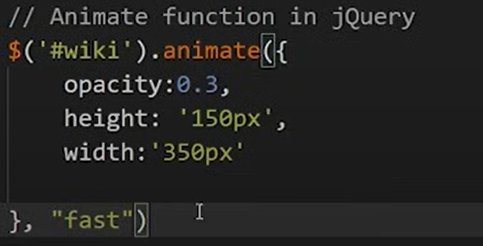 // Animate function in jQuery
$('#wiki').animate({
    opacity:0.3,
    height: '150px',
    width:'350px'
}, "fast")